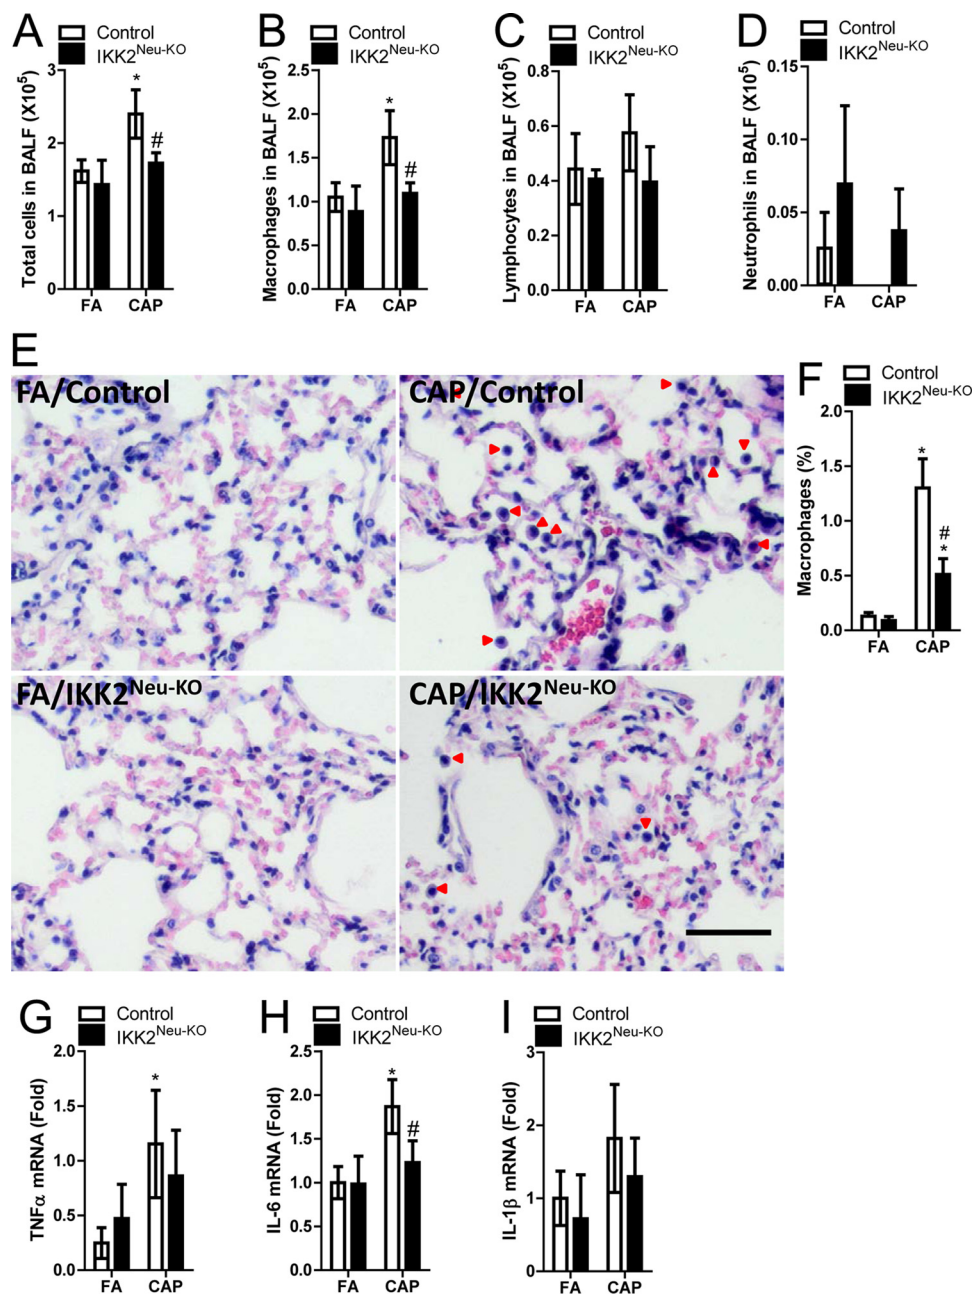 A
Control
IKK2Neu-KO
Total cells in BALF (X10⁵)
3
2
1
0
*
#
FA CAP
B
Control
IKK2Neu-KO
Macrophages in BALF (X10⁵)
2.5
2.0
1.5
1.0
0.5
0.0
*
#
FA CAP
C
Control
IKK2Neu-KO
Lymphocytes in BALF (X10⁵)
0.8
0.6
0.4
0.2
0.0
FA CAP
D
Control
IKK2Neu-KO
Neutrophils in BALF (X10⁵)
0.15
0.10
0.05
0.00
FA CAP
E
FA/Control
CAP/Control
FA/IKK2Neu-KO
CAP/IKK2Neu-KO
F
Control
IKK2Neu-KO
Macrophages (%)
2.0
1.5
1.0
0.5
0.0
*
#
*
FA CAP
G
Control
IKK2Neu-KO
TNFα mRNA (Fold)
2.0
1.5
1.0
0.5
0.0
*
FA CAP
H
Control
IKK2Neu-KO
IL-6 mRNA (Fold)
2.5
2.0
1.5
1.0
0.5
0.0
*
#
FA CAP
I
Control
IKK2Neu-KO
IL-1β mRNA (Fold)
3
2
1
0
FA CAP